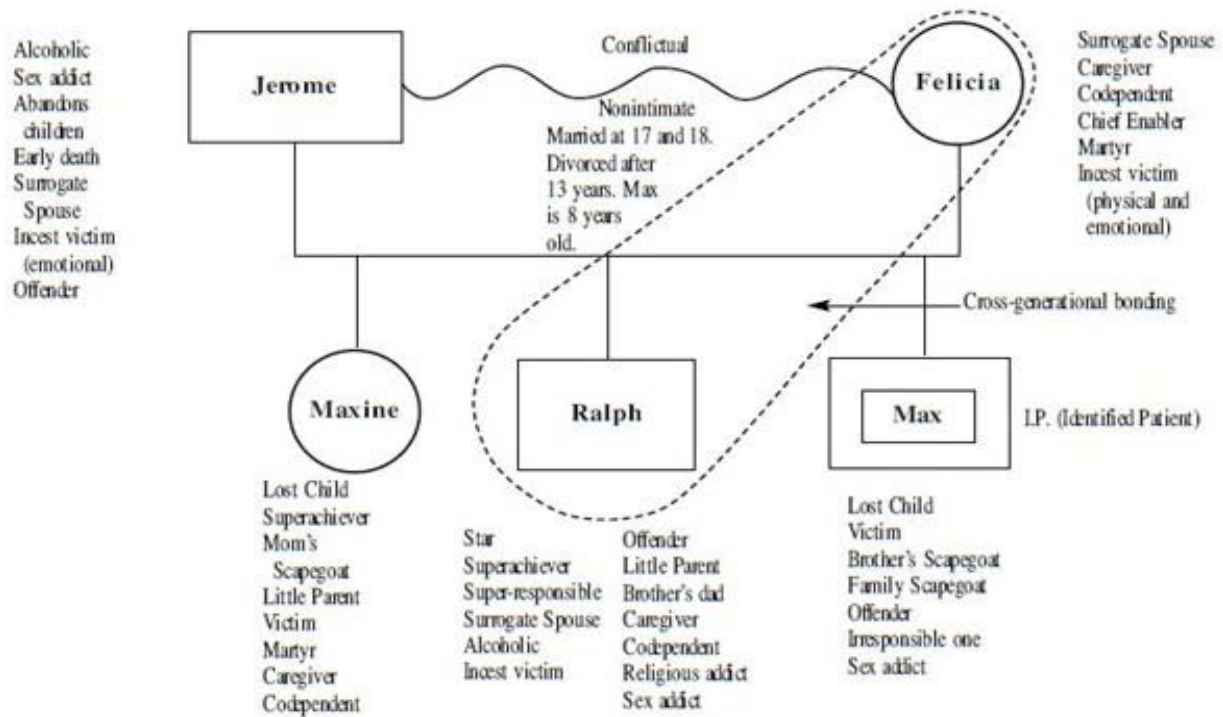 Alcoholic
Sex addict
Abandons
children
Early death
Surrogate
Spouse
Incest victim
(emotional)
Offender
Jerome
Conflictual
Nonintimate
Married at 17 and 18.
Divorced after
13 years. Max
is 8 years
old.
Felicia
Surrogate Spouse
Caregiver
Codependent
Chief Enabler
Martyr
Incest victim
(physical and
emotional)
Cross-generational bonding
Maxine
Ralph
Max
I.P. (Identified Patient)
Lost Child
Superachiever
Mom's
Scapegoat
Little Parent
Victim
Martyr
Caregiver
Codependent
Star
Superachiever
Super-responsible
Surrogate Spouse
Alcoholic
Incest victim
Offender
Little Parent
Brother's dad
Caregiver
Codependent
Religious addict
Sex addict
Lost Child
Victim
Brother's Scapegoat
Family Scapegoat
Offender
Irresponsible one
Sex addict